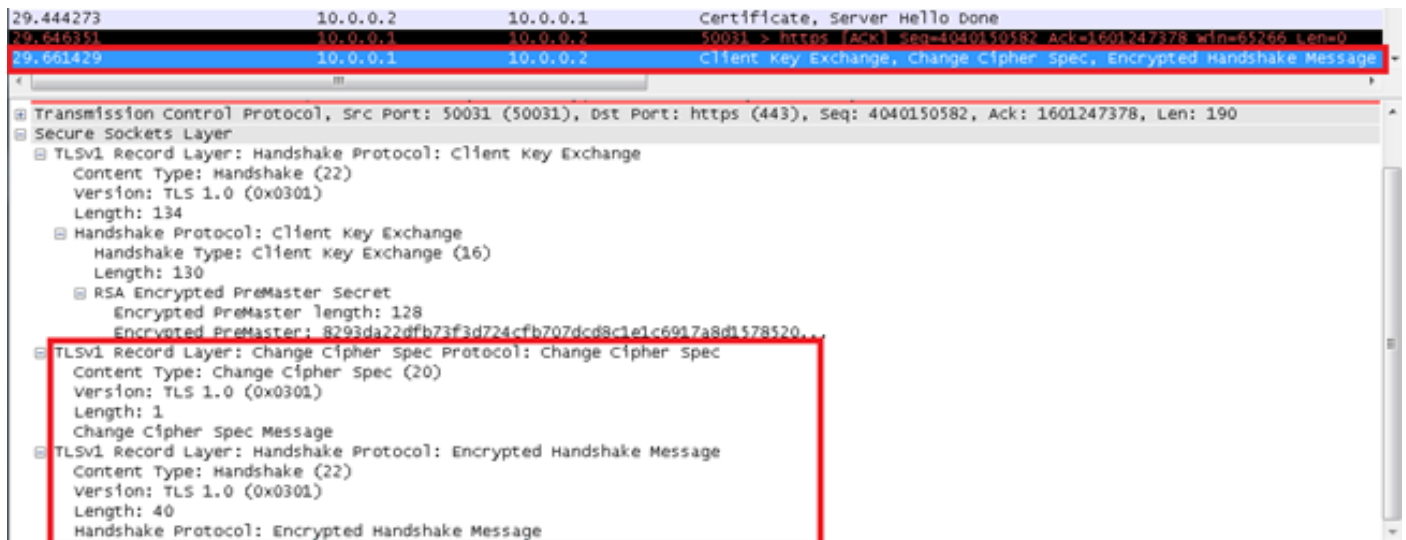 29.444273 10.0.0.2 10.0.0.1 Certificate, Server Hello Done
29.646351 10.0.0.1 10.0.0.2 50031 > https [ACK] Seq=4040150582 Ack=1601247378 Win=65266 Len=0
29.661429 10.0.0.1 10.0.0.2 Client Key Exchange, Change Cipher Spec, Encrypted Handshake Message
Transmission Control Protocol, Src Port: 50031 (50031), Dst Port: https (443), Seq: 4040150582, Ack: 1601247378, Len: 190
Secure Sockets Layer
TLSv1 Record Layer: Handshake Protocol: Client Key Exchange
Content Type: Handshake (22)
Version: TLS 1.0 (0x0301)
Length: 134
Handshake Protocol: Client Key Exchange
Handshake Type: Client Key Exchange (16)
Length: 130
RSA Encrypted PreMaster Secret
Encrypted PreMaster length: 128
Encrypted PreMaster: 8293da22dfb73f3d724cfb707dcd8c1e1c6917a8d1578520...
TLSv1 Record Layer: Change Cipher Spec Protocol: Change Cipher Spec
Content Type: Change Cipher Spec (20)
Version: TLS 1.0 (0x0301)
Length: 1
Change Cipher Spec Message
TLSv1 Record Layer: Handshake Protocol: Encrypted Handshake Message
Content Type: Handshake (22)
Version: TLS 1.0 (0x0301)
Length: 40
Handshake Protocol: Encrypted Handshake Message